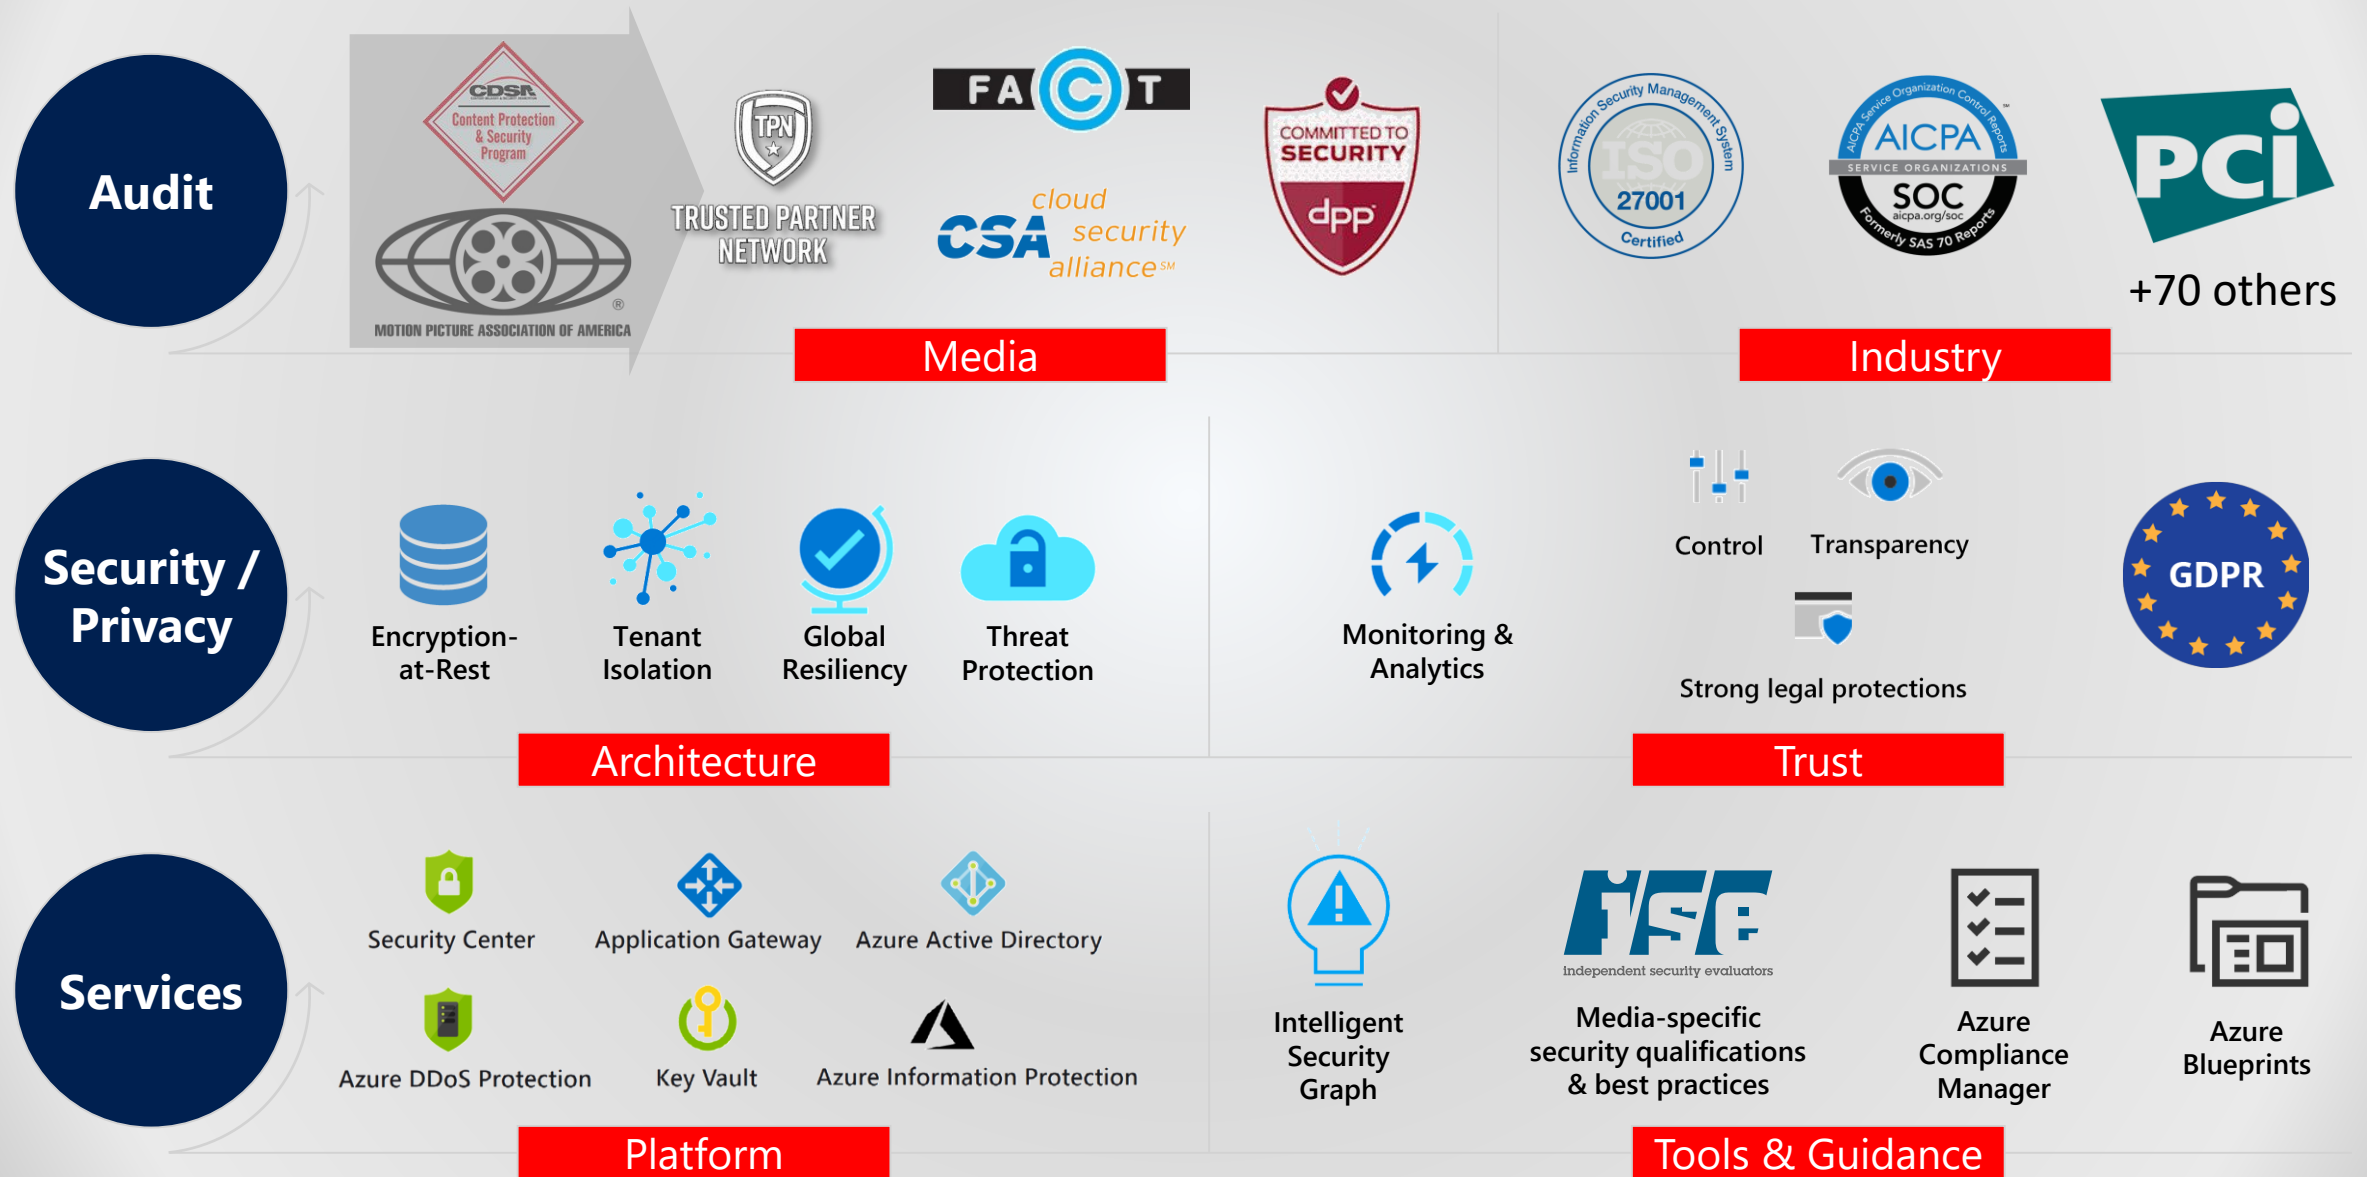 Audit
CDSA
Content Protection
& Security
Program
®
MOTION PICTURE ASSOCIATION OF AMERICA
TPN
TRUSTED PARTNER
NETWORK
FACT
CSA cloud
security
alliance℠
COMMITTED TO
SECURITY
dpp
Media
Information Security Management System
ISO
27001
Certified
AICPA Service Organization Control Reports
℠
AICPA
SERVICE ORGANIZATIONS
SOC
aicpa.org/soc
Formerly SAS 70 Reports
PCi
+70 others
Industry
Security /
Privacy
Encryption-
at-Rest
Tenant
Isolation
Global
Resiliency
Threat
Protection
Architecture
Monitoring &
Analytics
Control
Transparency
Strong legal protections
GDPR
Trust
Services
Security Center
Application Gateway
Azure Active Directory
Azure DDoS Protection
Key Vault
Azure Information Protection
Platform
Intelligent
Security
Graph
ise
independent security evaluators
Media-specific
security qualifications
& best practices
Azure
Compliance
Manager
Azure
Blueprints
Tools & Guidance